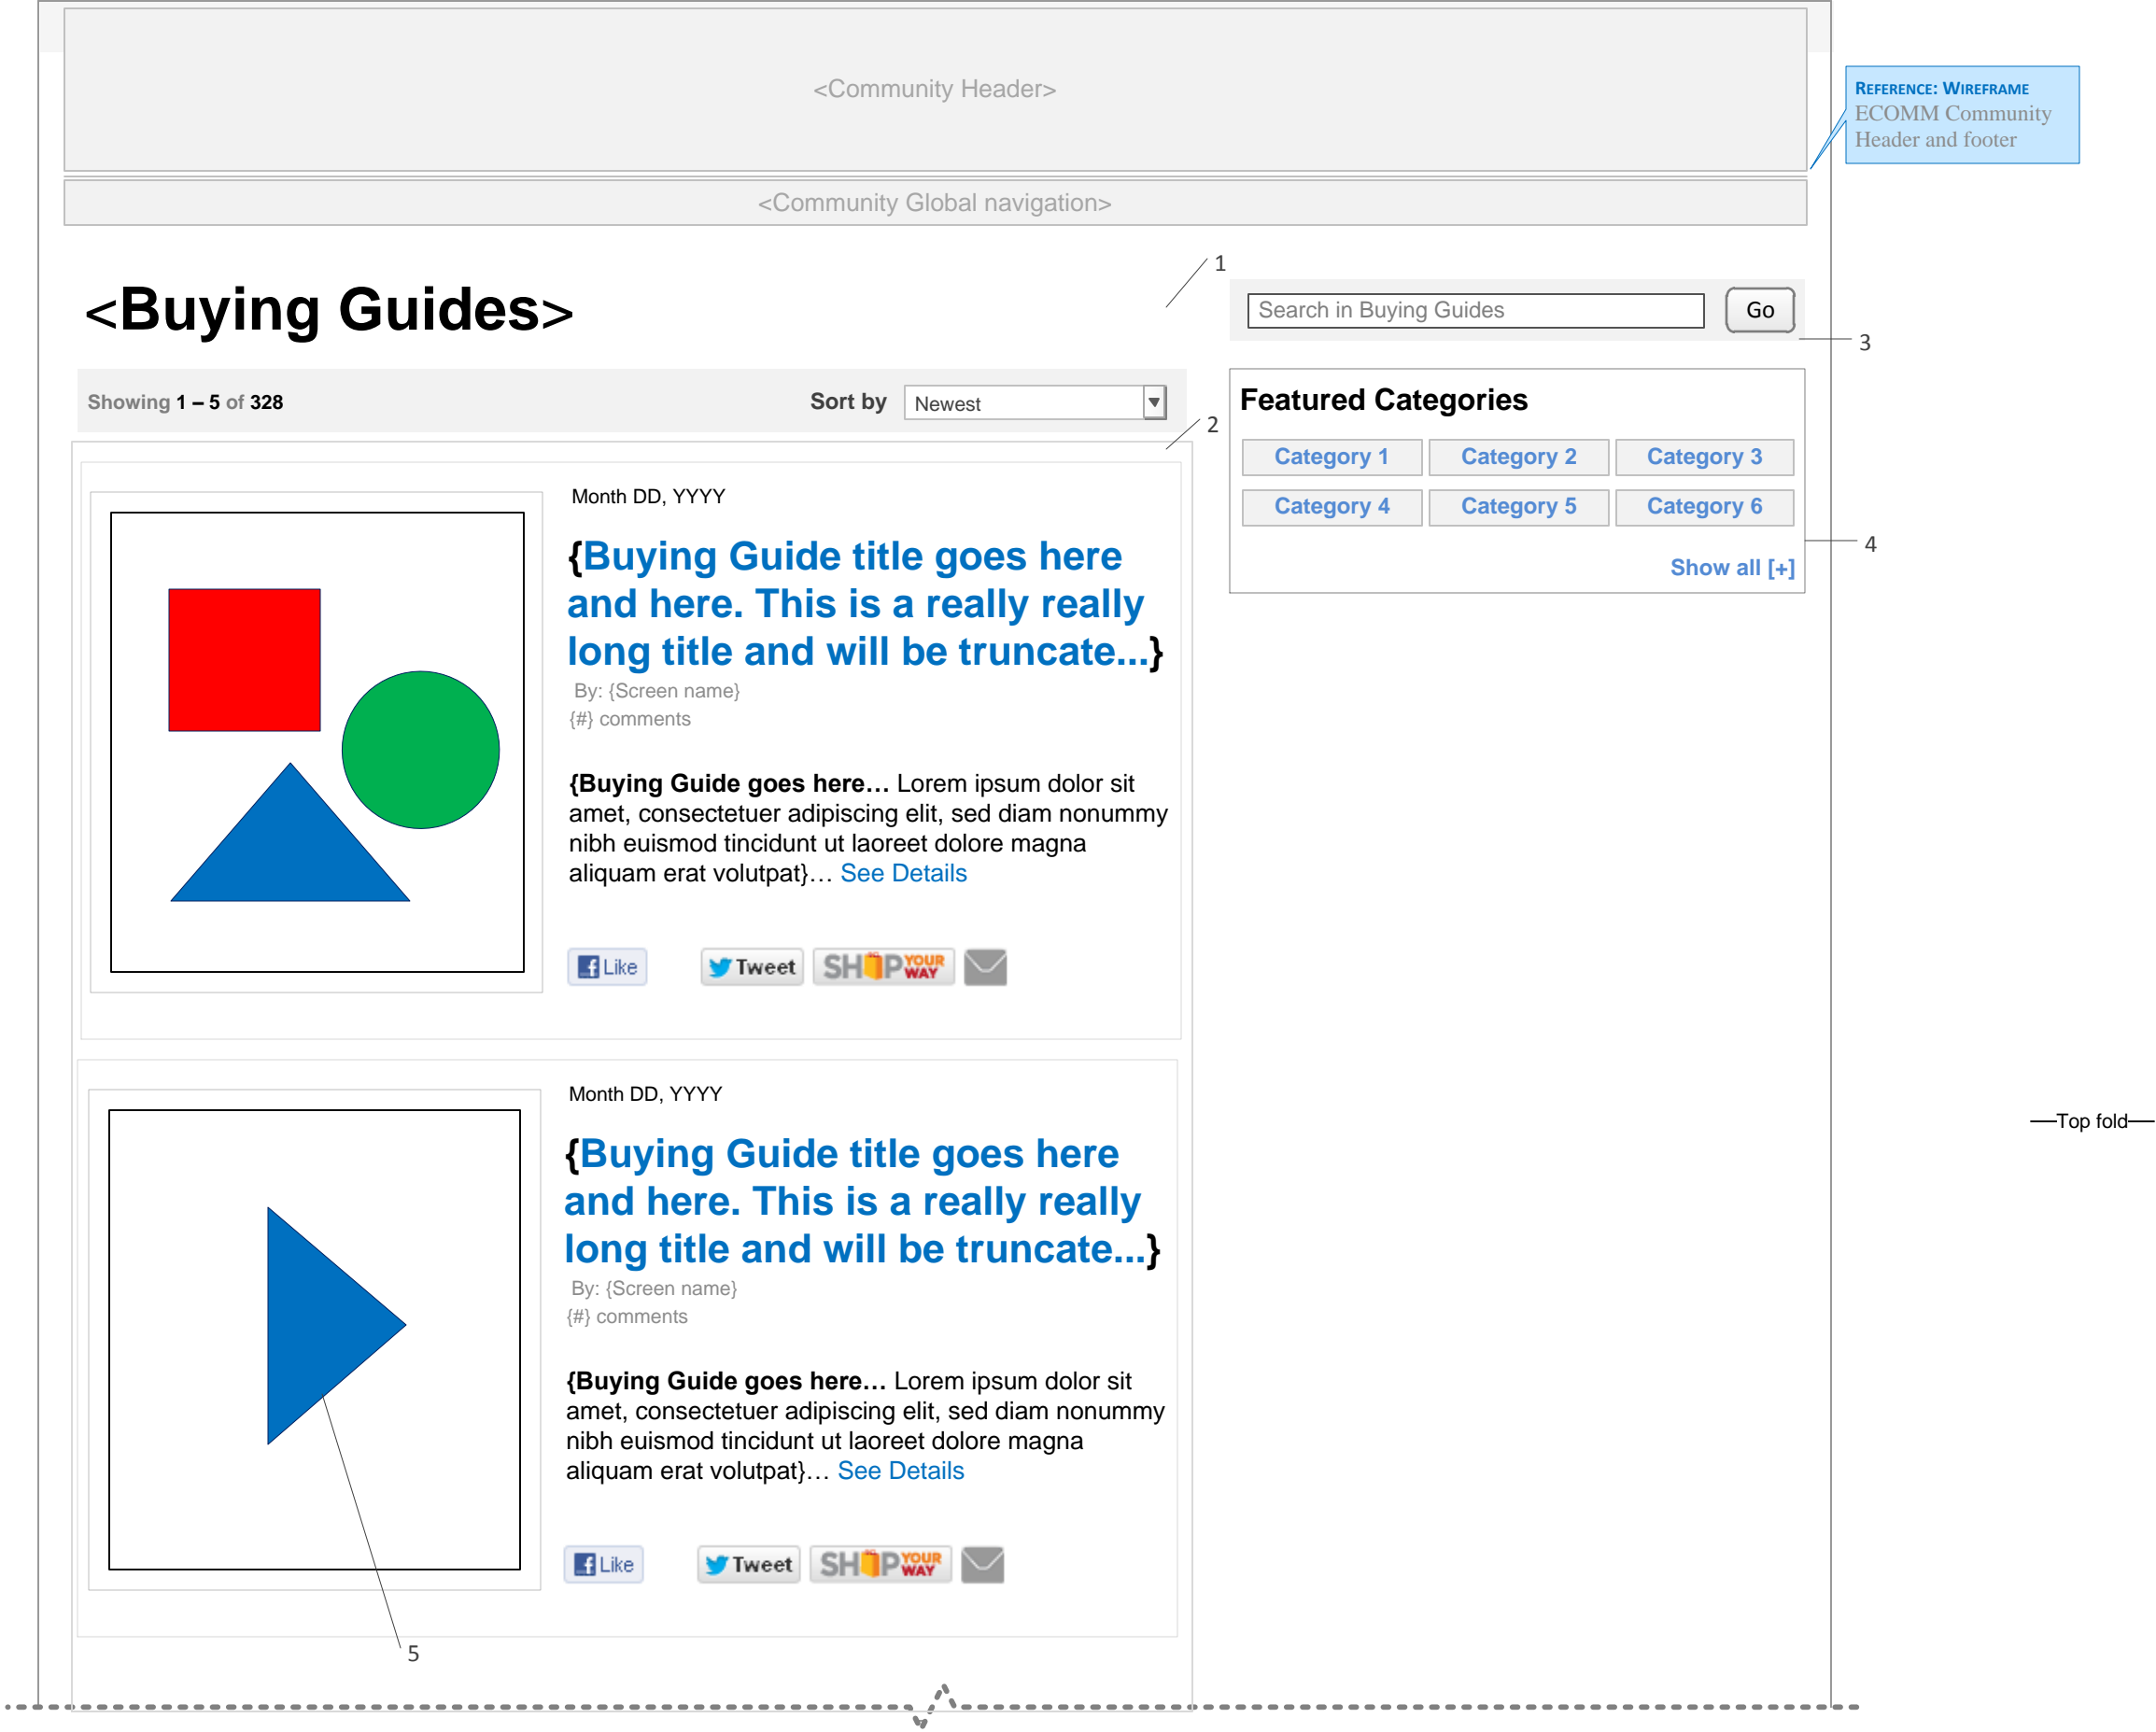 <Community Header>
REFERENCE: WIREFRAME
ECOMM Community
Header and footer
<Community Global navigation>
1
<Buying Guides>
Search in Buying Guides
Go
3
Showing 1 – 5 of 328
Sort by
Newest
2
Featured Categories
Category 1
Category 2
Category 3
Category 4
Category 5
Category 6
4
Show all [+]
Month DD, YYYY
{Buying Guide title goes here
and here. This is a really really
long title and will be truncate...}
By: {Screen name}
{#} comments
{Buying Guide goes here… Lorem ipsum dolor sit
amet, consectetuer adipiscing elit, sed diam nonummy
nibh euismod tincidunt ut laoreet dolore magna
aliquam erat volutpat}… See Details
f Like
Tweet
SHOP YOUR WAY
Top fold
Month DD, YYYY
{Buying Guide title goes here
and here. This is a really really
long title and will be truncate...}
By: {Screen name}
{#} comments
{Buying Guide goes here… Lorem ipsum dolor sit
amet, consectetuer adipiscing elit, sed diam nonummy
nibh euismod tincidunt ut laoreet dolore magna
aliquam erat volutpat}… See Details
f Like
Tweet
SHOP YOUR WAY
5